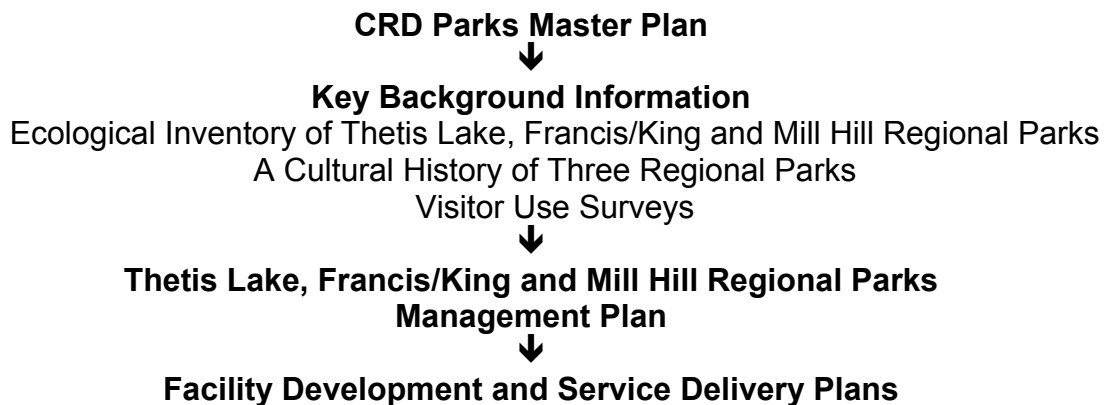 CRD Parks Master Plan
Key Background Information
Ecological Inventory of Thetis Lake, Francis/King and Mill Hill Regional Parks
A Cultural History of Three Regional Parks
Visitor Use Surveys
Thetis Lake, Francis/King and Mill Hill Regional Parks
Management Plan
Facility Development and Service Delivery Plans